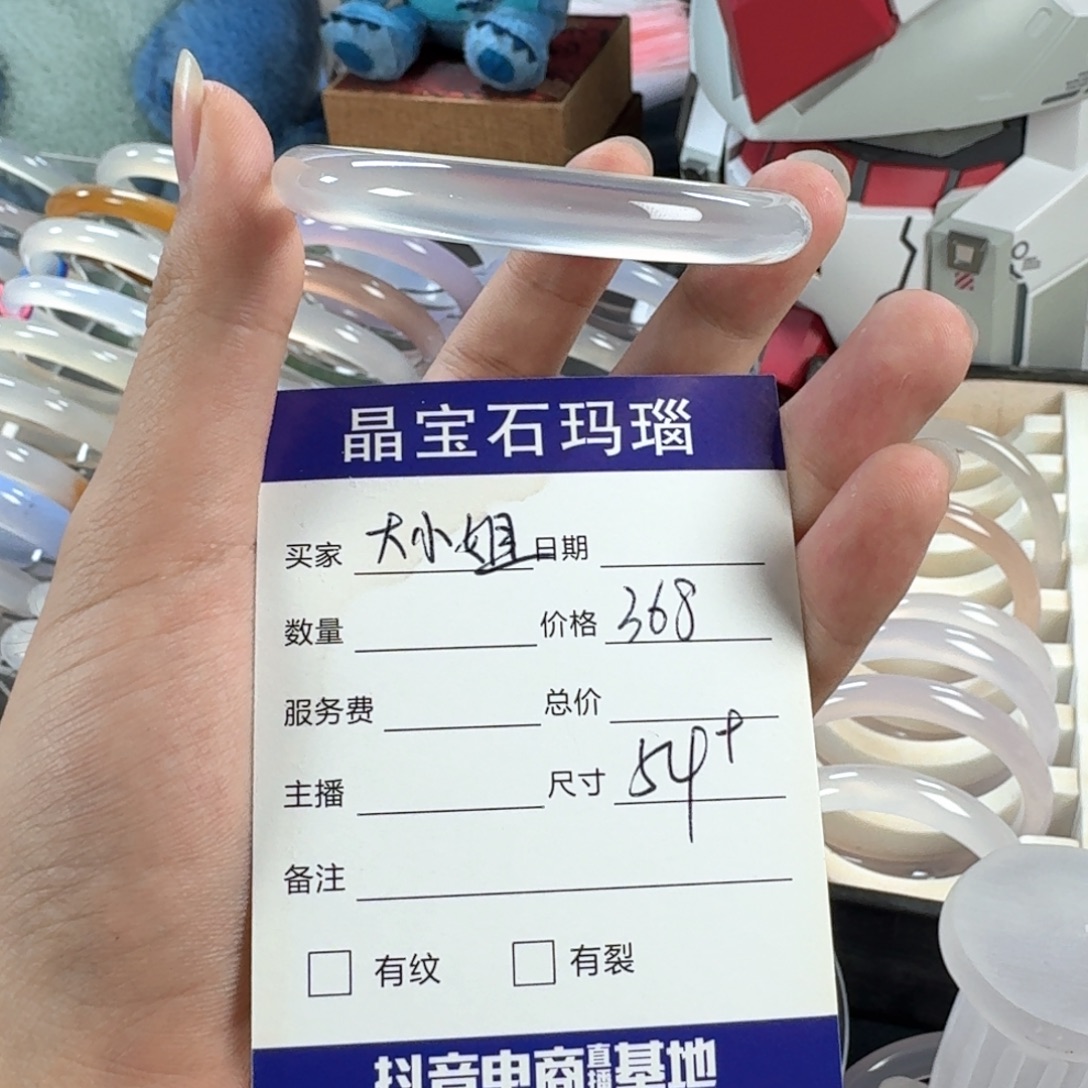 晶宝石玛瑙
买家 大小姐 日期
数量 价格 368
服务费 总价
主播 尺寸 54+
备注
有纹 有裂
抖音电商直播基地